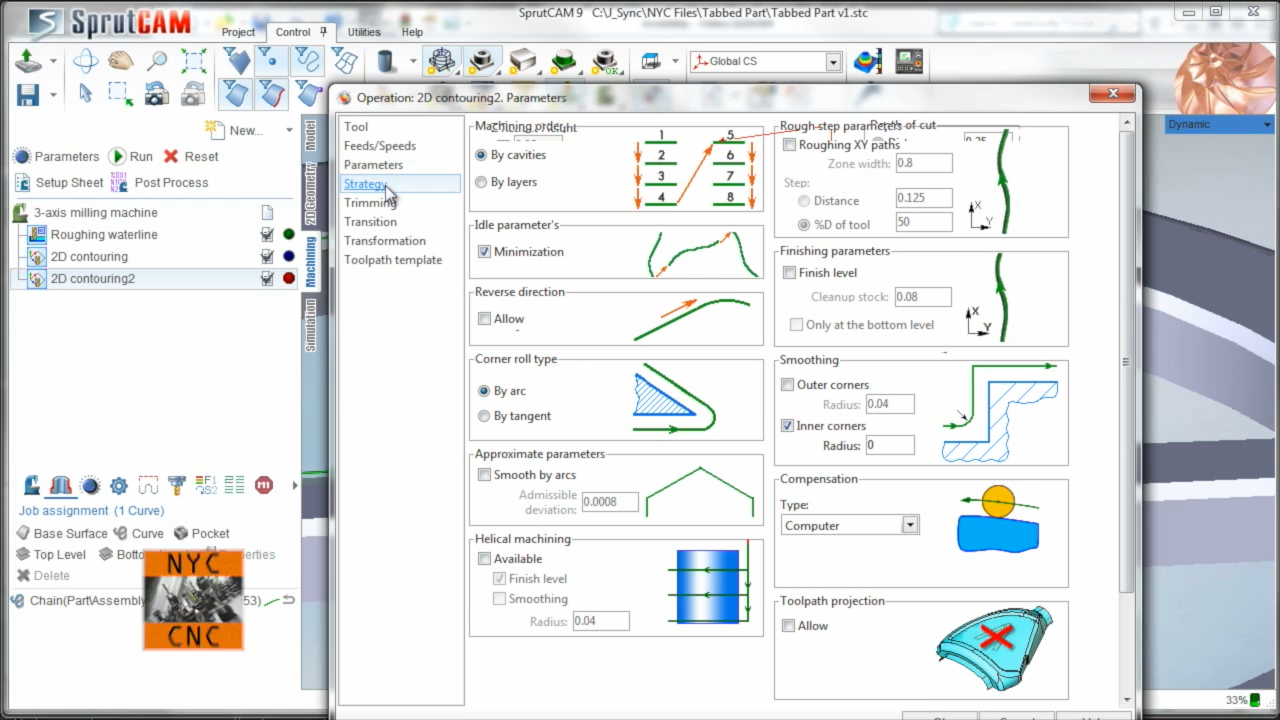 SprutCAM
SprutCAM 9   C:\J_Sync\NYC Files\Tabbed Part\Tabbed Part v1.stc
Project
Control
Utilities
Help
OK
Global CS
Dynamic
New...
Parameters
Run
Reset
Setup Sheet
Post Process
3-axis milling machine
Roughing waterline
2D contouring
2D contouring2
Model
2D Geometry
Machining
Simulation
Job assignment (1 Curve)
Base Surface
Curve
Pocket
Top Level
Delete
53)
NYC
CNC
Operation: 2D contouring2. Parameters
Tool
Feeds/Speeds
Parameters
Strategy
Trimming
Transition
Transformation
Toolpath template
Machining order
By cavities
By layers
1
2
3
4
5
6
7
8
Idle parameter's
Minimization
Reverse direction
Allow
Corner roll type
By arc
By tangent
Approximate parameters
Smooth by arcs
Admissible
deviation:
0.0008
Helical machining
Available
Finish level
Smoothing
Radius: 0.04
Rough step parameters
Roughing XY paths
Zone width: 0.8
Step:
Distance 0.125
%D of tool 50
X
Y
Finishing parameters
Finish level
Cleanup stock: 0.08
Only at the bottom level
X
Y
Smoothing
Outer corners
Radius: 0.04
Inner corners
Radius: 0
Compensation
Type:
Computer
Toolpath projection
Allow
33%